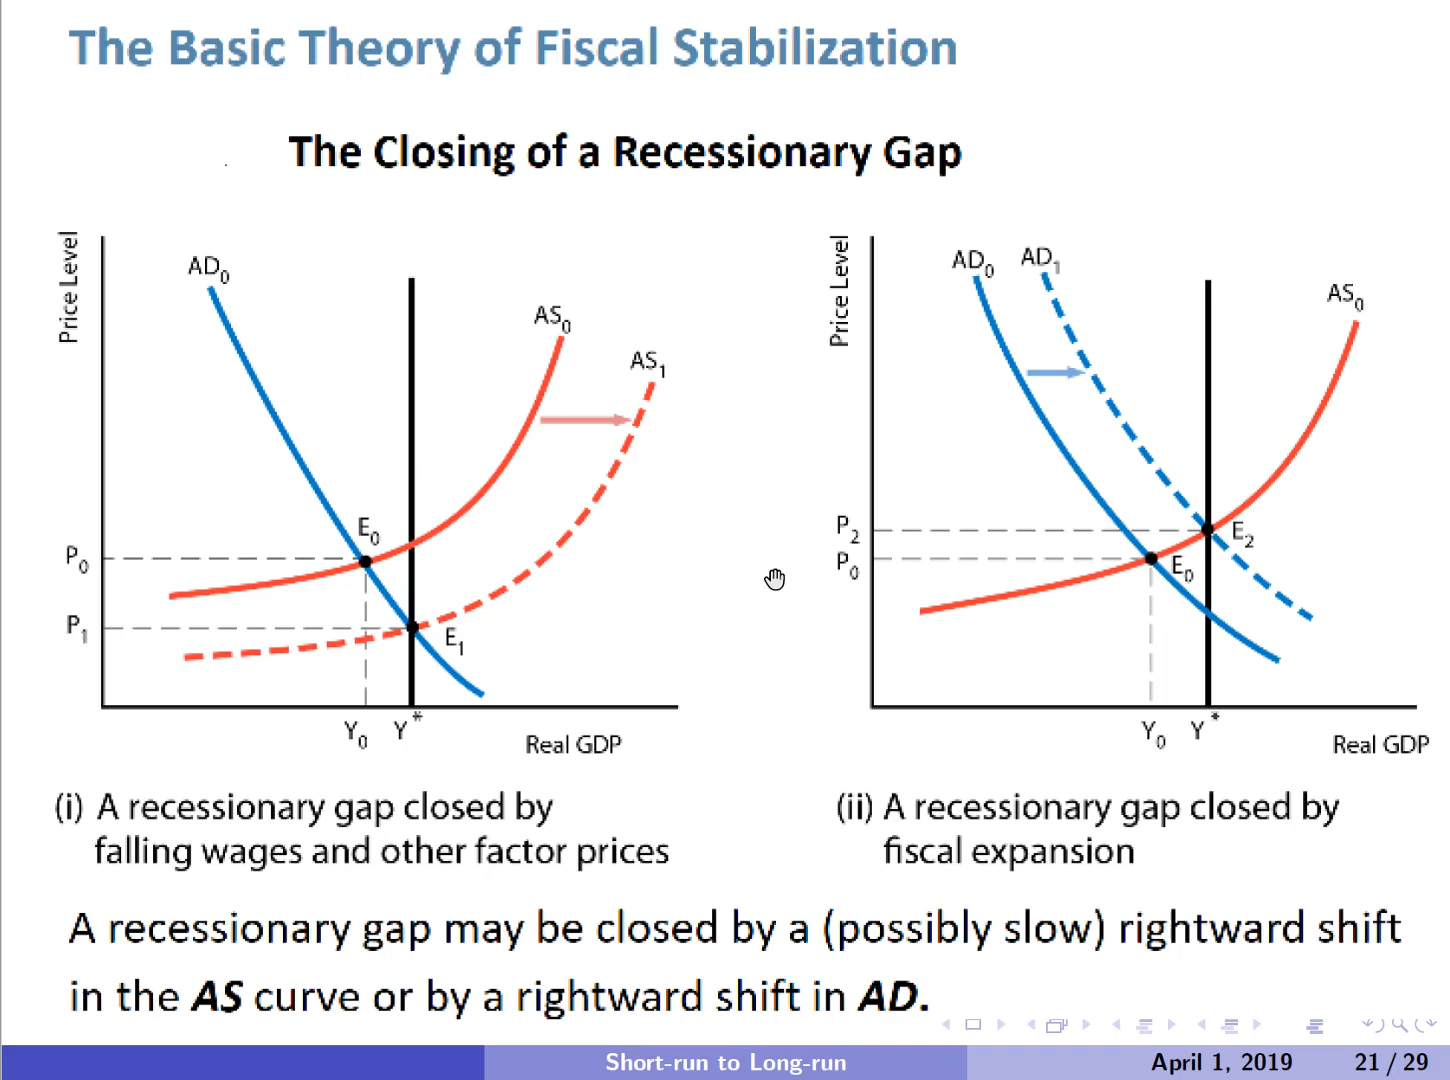 The Basic Theory of Fiscal Stabilization
The Closing of a Recessionary Gap
Price Level
AD0
AS0
AS1
E0
P0
P1
E1
Y0 Y*
Real GDP
Price Level
AD0 AD1
AS0
P2
P0
E2
E0
Y0 Y*
Real GDP
(i) A recessionary gap closed by
falling wages and other factor prices
(ii) A recessionary gap closed by
fiscal expansion
A recessionary gap may be closed by a (possibly slow) rightward shift
in the AS curve or by a rightward shift in AD.
Short-run to Long-run April 1, 2019 21 / 29